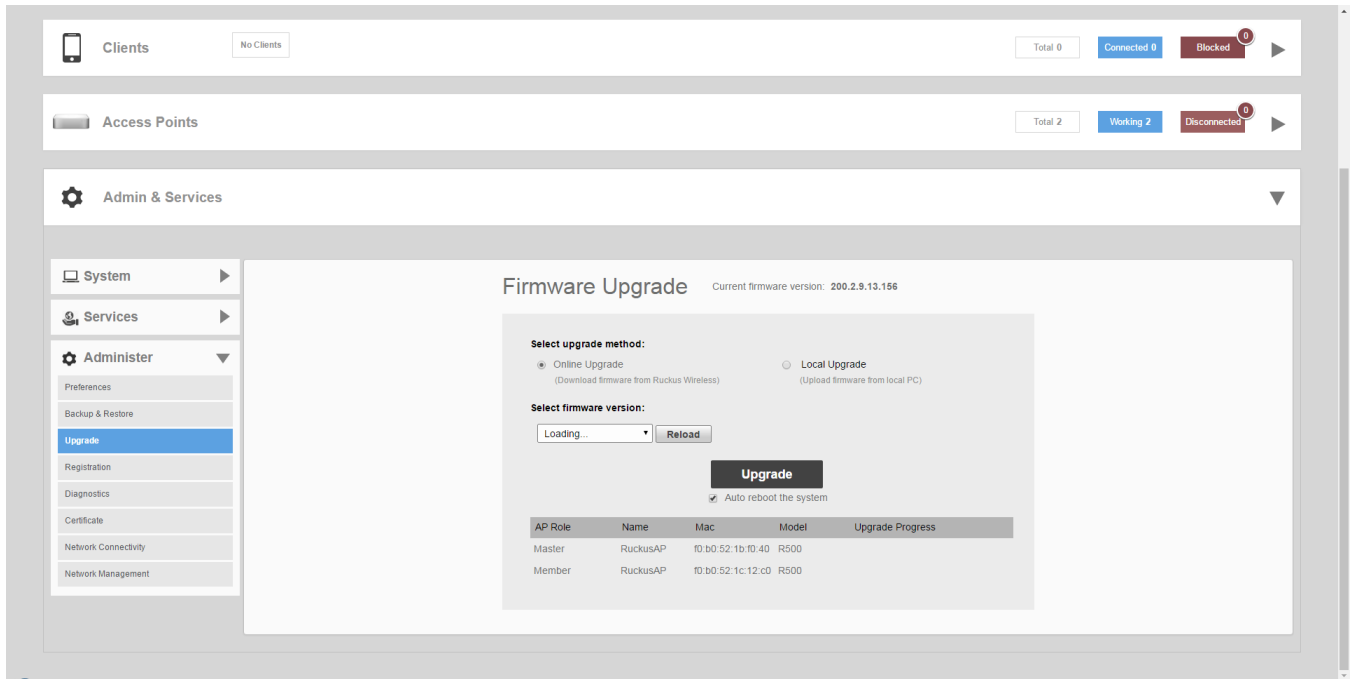 Clients
No Clients
Total 0
Connected 0
Blocked
0
Access Points
Total 2
Working 2
Disconnected
0
Admin & Services
System
Services
Administer
Preferences
Backup & Restore
Upgrade
Registration
Diagnostics
Certificate
Network Connectivity
Network Management
Firmware Upgrade
Current firmware version: 200.2.9.13.156
Select upgrade method:
Online Upgrade
(Download firmware from Ruckus Wireless)
Local Upgrade
(Upload firmware from local PC)
Select firmware version:
Loading...
Reload
Upgrade
Auto reboot the system
AP Role Name Mac Model Upgrade Progress
Master RuckusAP f0:b0:52:1b:f0:40 R500
Member RuckusAP f0:b0:52:1c:12:c0 R500